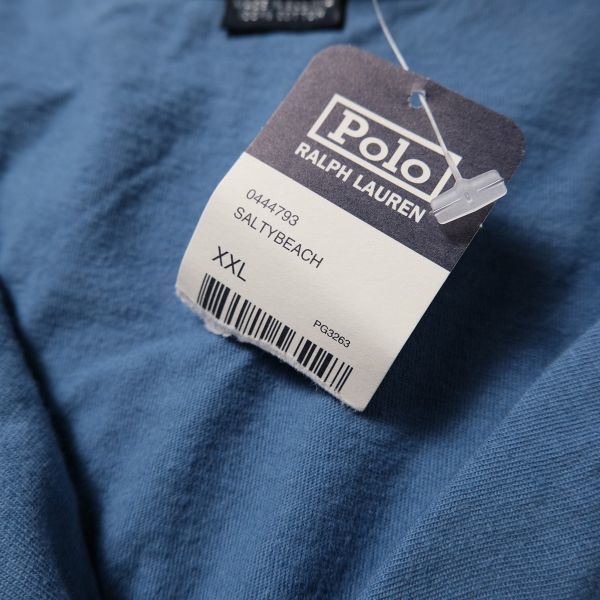 Polo
RALPH LAUREN
0444793
SALTYBEACH
XXL
PG3263